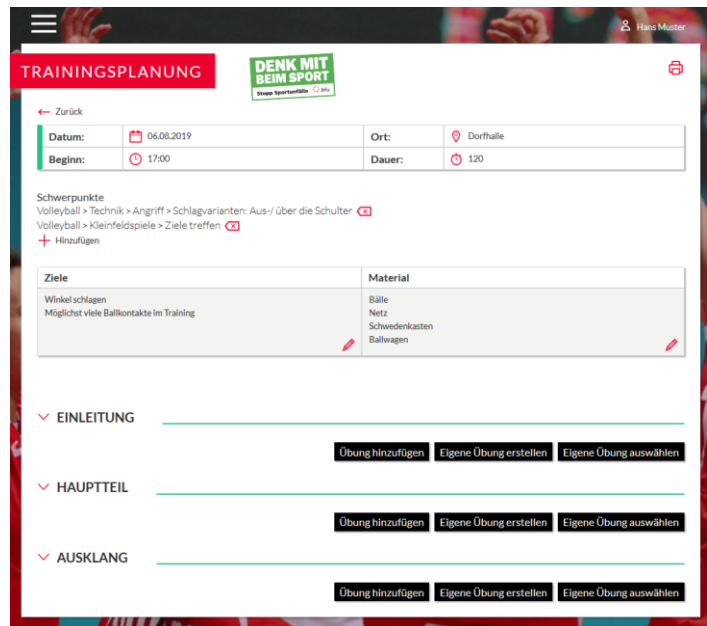 Hans Muster
TRAININGSPLANUNG
DENK MIT
BEIM SPORT
Stopp Sportunfälle bfu
← Zurück
Datum: 06.08.2019 Ort: Dorfhalle
Beginn: 17:00 Dauer: 120
Schwerpunkte
Volleyball > Technik > Angriff > Schlagvarianten: Aus-/ über die Schulter
Volleyball > Kleinfeldspiele > Ziele treffen
Hinzufügen
Ziele Material
Winkel schlagen Bälle
Möglichst viele Ballkontakte im Training Netz
Schwedenkasten
Ballwagen
EINLEITUNG
Übung hinzufügen Eigene Übung erstellen Eigene Übung auswählen
HAUPTTEIL
Übung hinzufügen Eigene Übung erstellen Eigene Übung auswählen
AUSKLANG
Übung hinzufügen Eigene Übung erstellen Eigene Übung auswählen